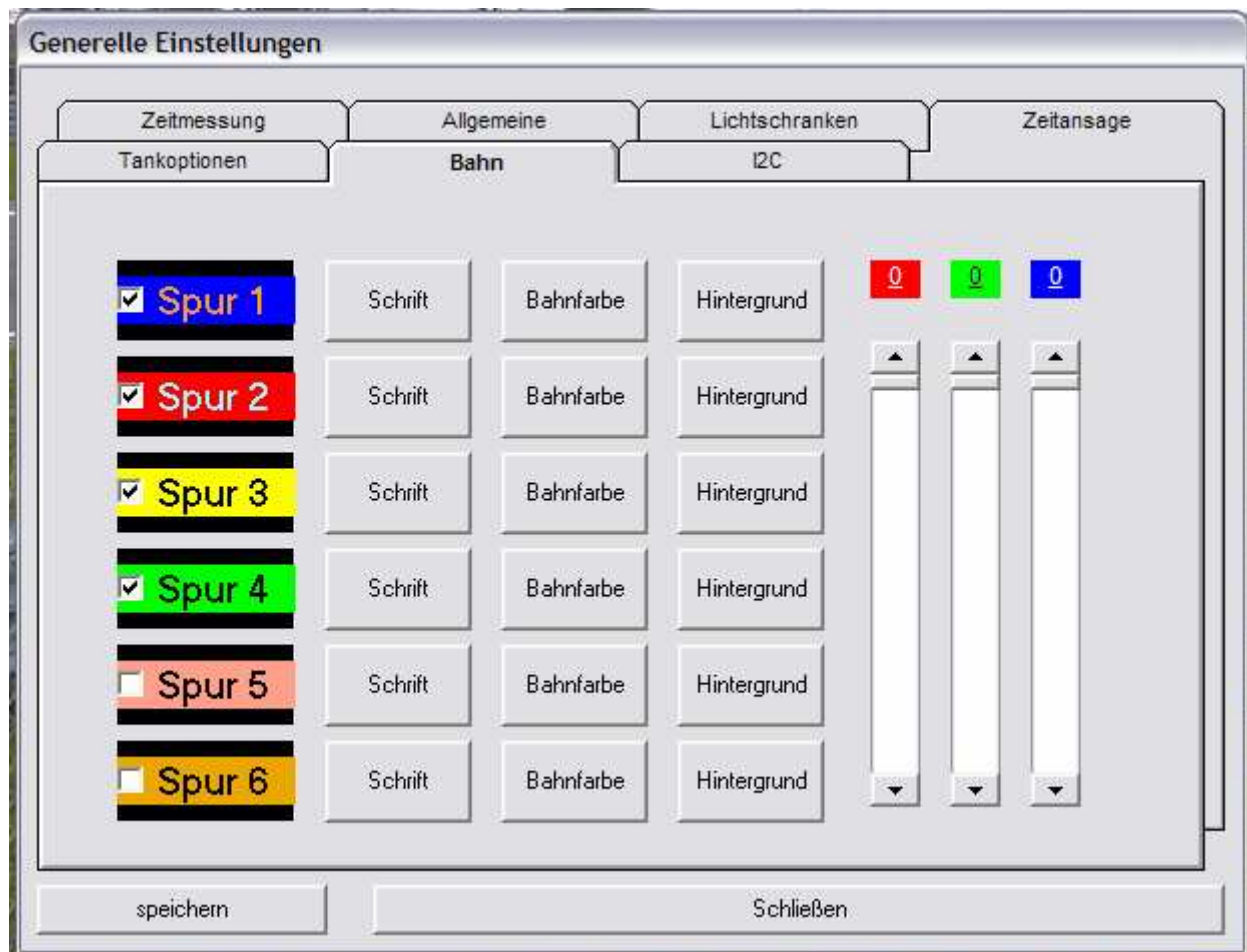 Generelle Einstellungen
Zeitmessung Allgemeine Lichtschranken Zeitansage
Tankoptionen Bahn I2C
Spur 1 Schrift Bahnfarbe Hintergrund 0 0 0
Spur 2 Schrift Bahnfarbe Hintergrund
Spur 3 Schrift Bahnfarbe Hintergrund
Spur 4 Schrift Bahnfarbe Hintergrund
Spur 5 Schrift Bahnfarbe Hintergrund
Spur 6 Schrift Bahnfarbe Hintergrund
speichern Schließen